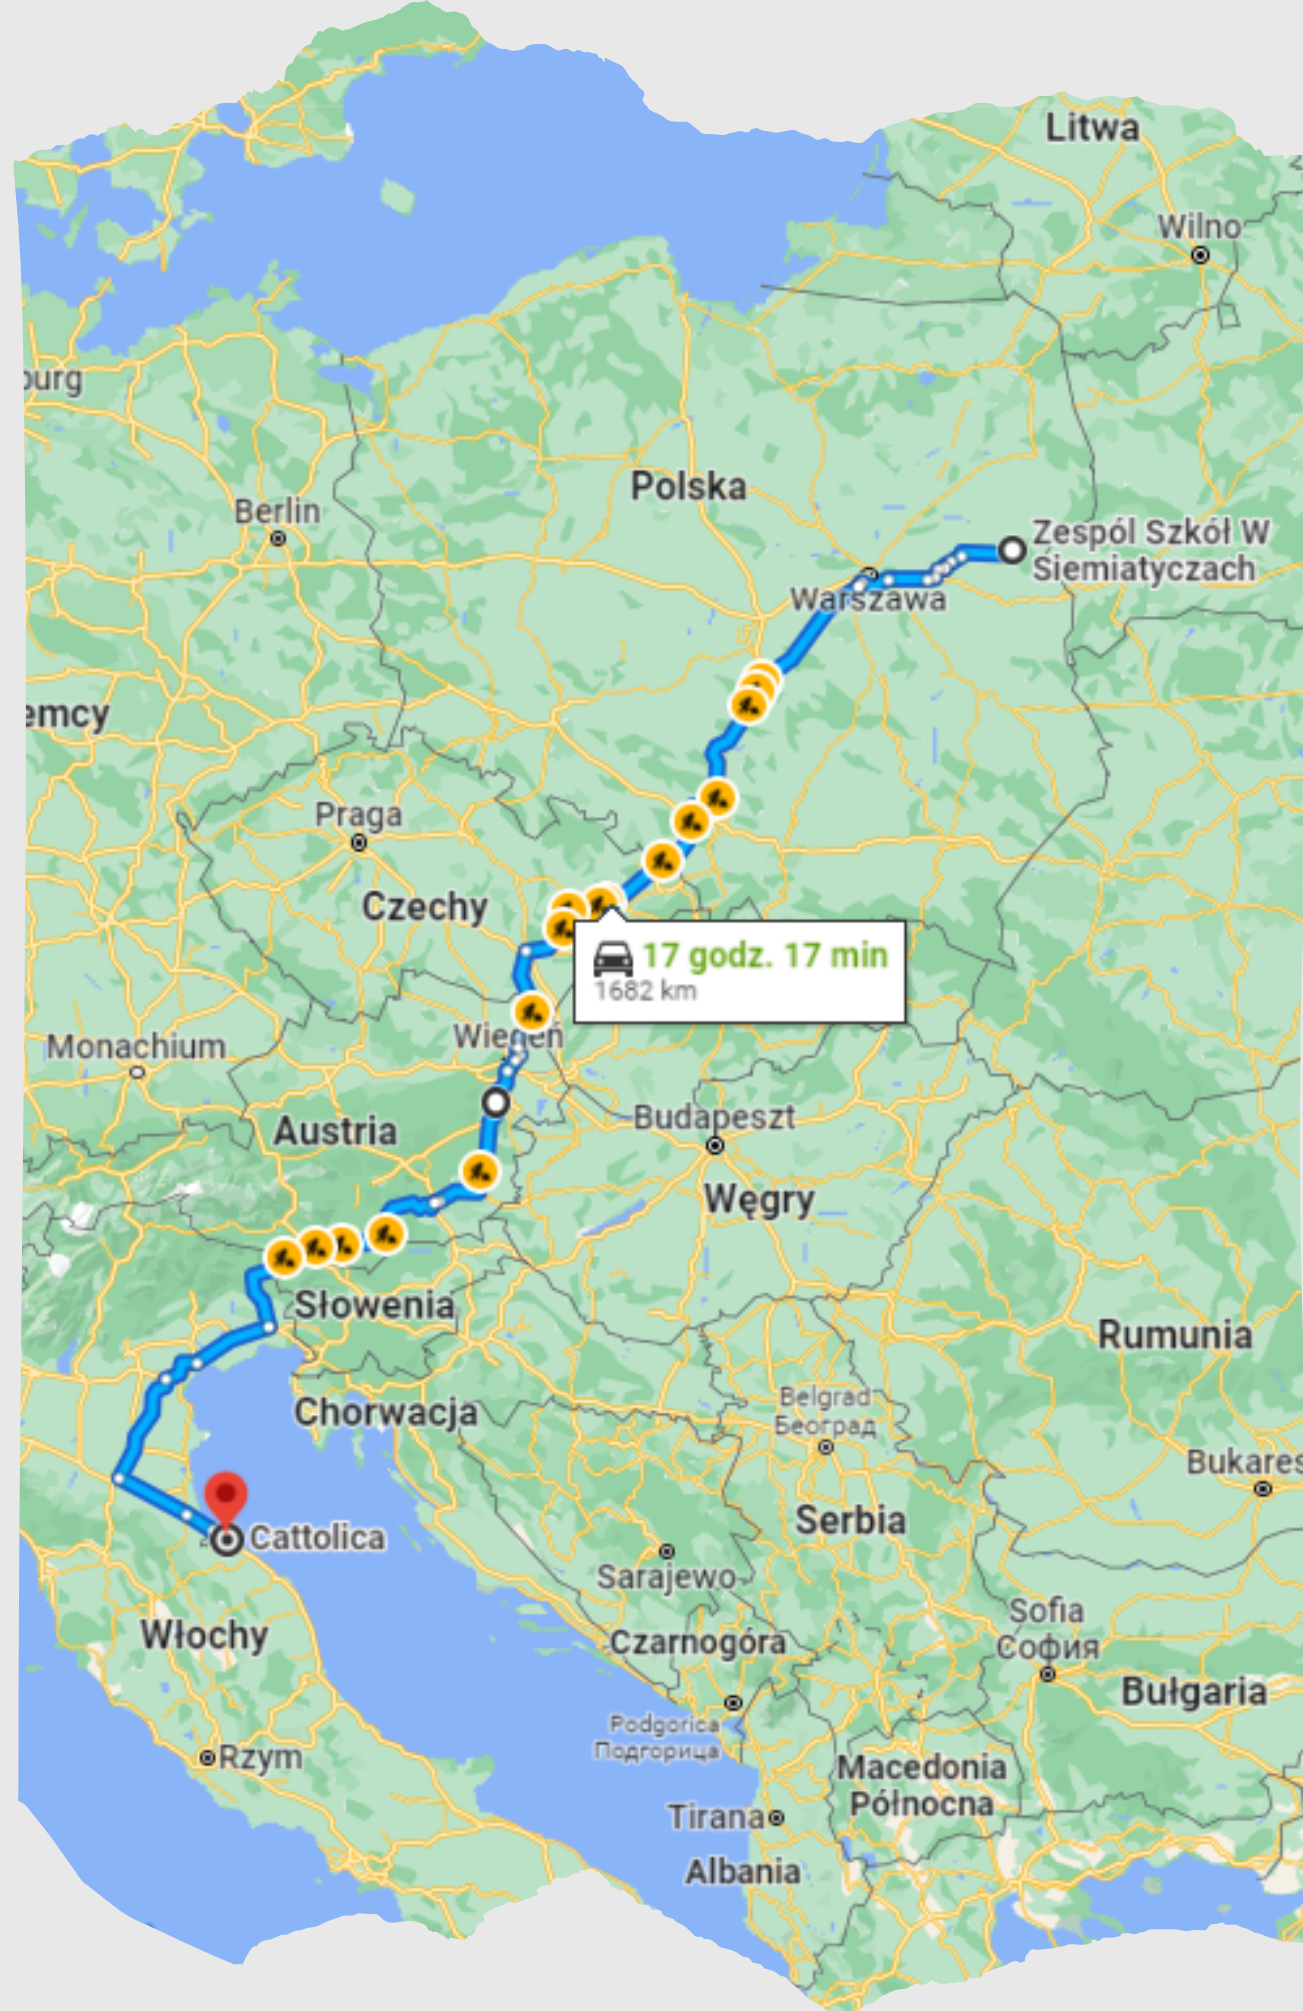 Litwa
Wilno
burg
Polska
Berlin
Zespól Szkół W
Siemiatyczach
Warszawa
emcy
Praga
Czechy
17 godz. 17 min
1682 km
Wiedeń
Monachium
Budapeszt
Austria
Węgry
Słowenia
Rumunia
Belgrad
Београд
Chorwacja
Bukares
Serbia
Cattolica
Sarajewo
Sofia
София
Włochy
Czarnogóra
Bułgaria
Podgorica
Подгорица
Rzym
Macedonia
Północna
Tirana
Albania